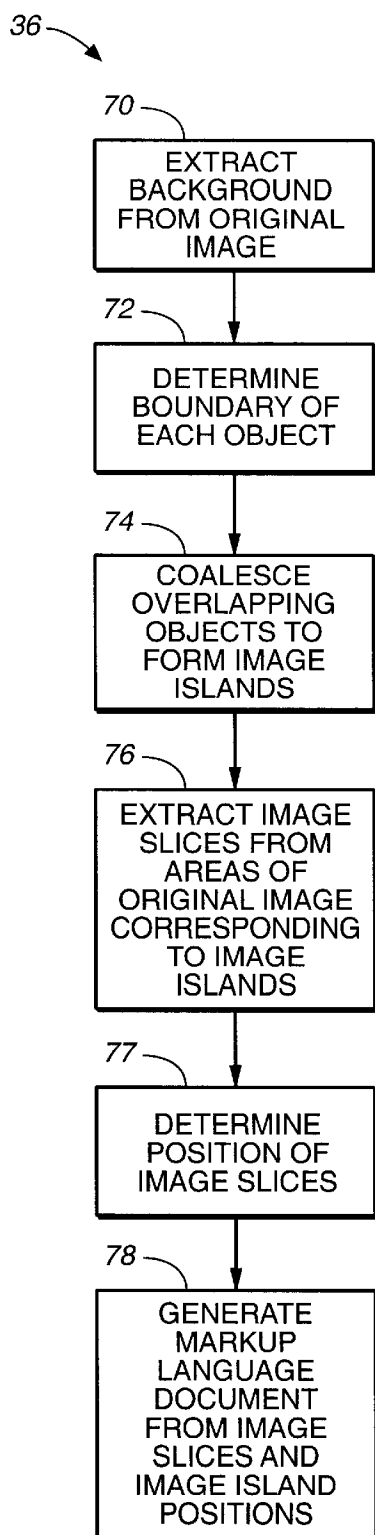 36
70
EXTRACT
BACKGROUND
FROM ORIGINAL
IMAGE
72
DETERMINE
BOUNDARY OF
EACH OBJECT
74
COALESCE
OVERLAPPING
OBJECTS TO
FORM IMAGE
ISLANDS
76
EXTRACT IMAGE
SLICES FROM
AREAS OF
ORIGINAL IMAGE
CORRESPONDING
TO IMAGE
ISLANDS
77
DETERMINE
POSITION OF
IMAGE SLICES
78
GENERATE
MARKUP
LANGUAGE
DOCUMENT
FROM IMAGE
SLICES AND
IMAGE ISLAND
POSITIONS